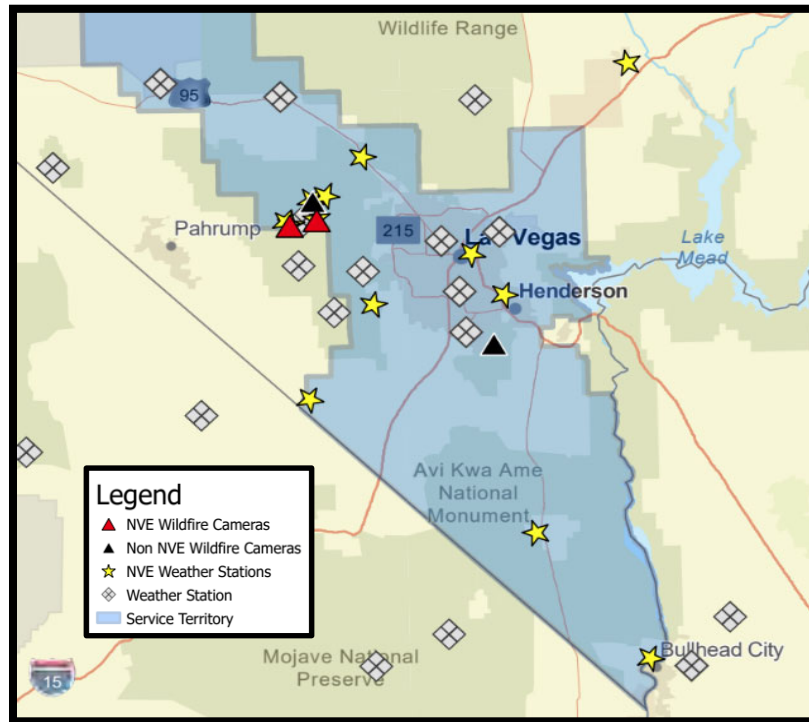 Wildlife Range
95
Pahrump
215
Las Vegas
Lake
Mead
Henderson
Avi Kwa Ame
National
Monument
Legend
NVE Wildfire Cameras
Non NVE Wildfire Cameras
NVE Weather Stations
Weather Station
Service Territory
Mojave National
Preserve
Bullhead City
15